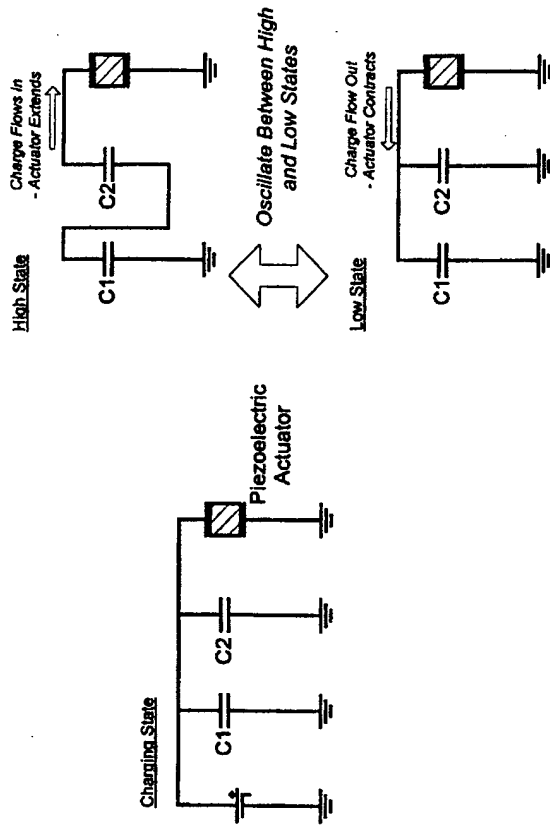 Charging State
C1
C2
Piezoelectric
Actuator
High State
C1
C2
Charge Flows In
- Actuator Extends
Oscillate Between High
and Low States
Low State
C1
C2
Charge Flow Out
- Actuator Contracts